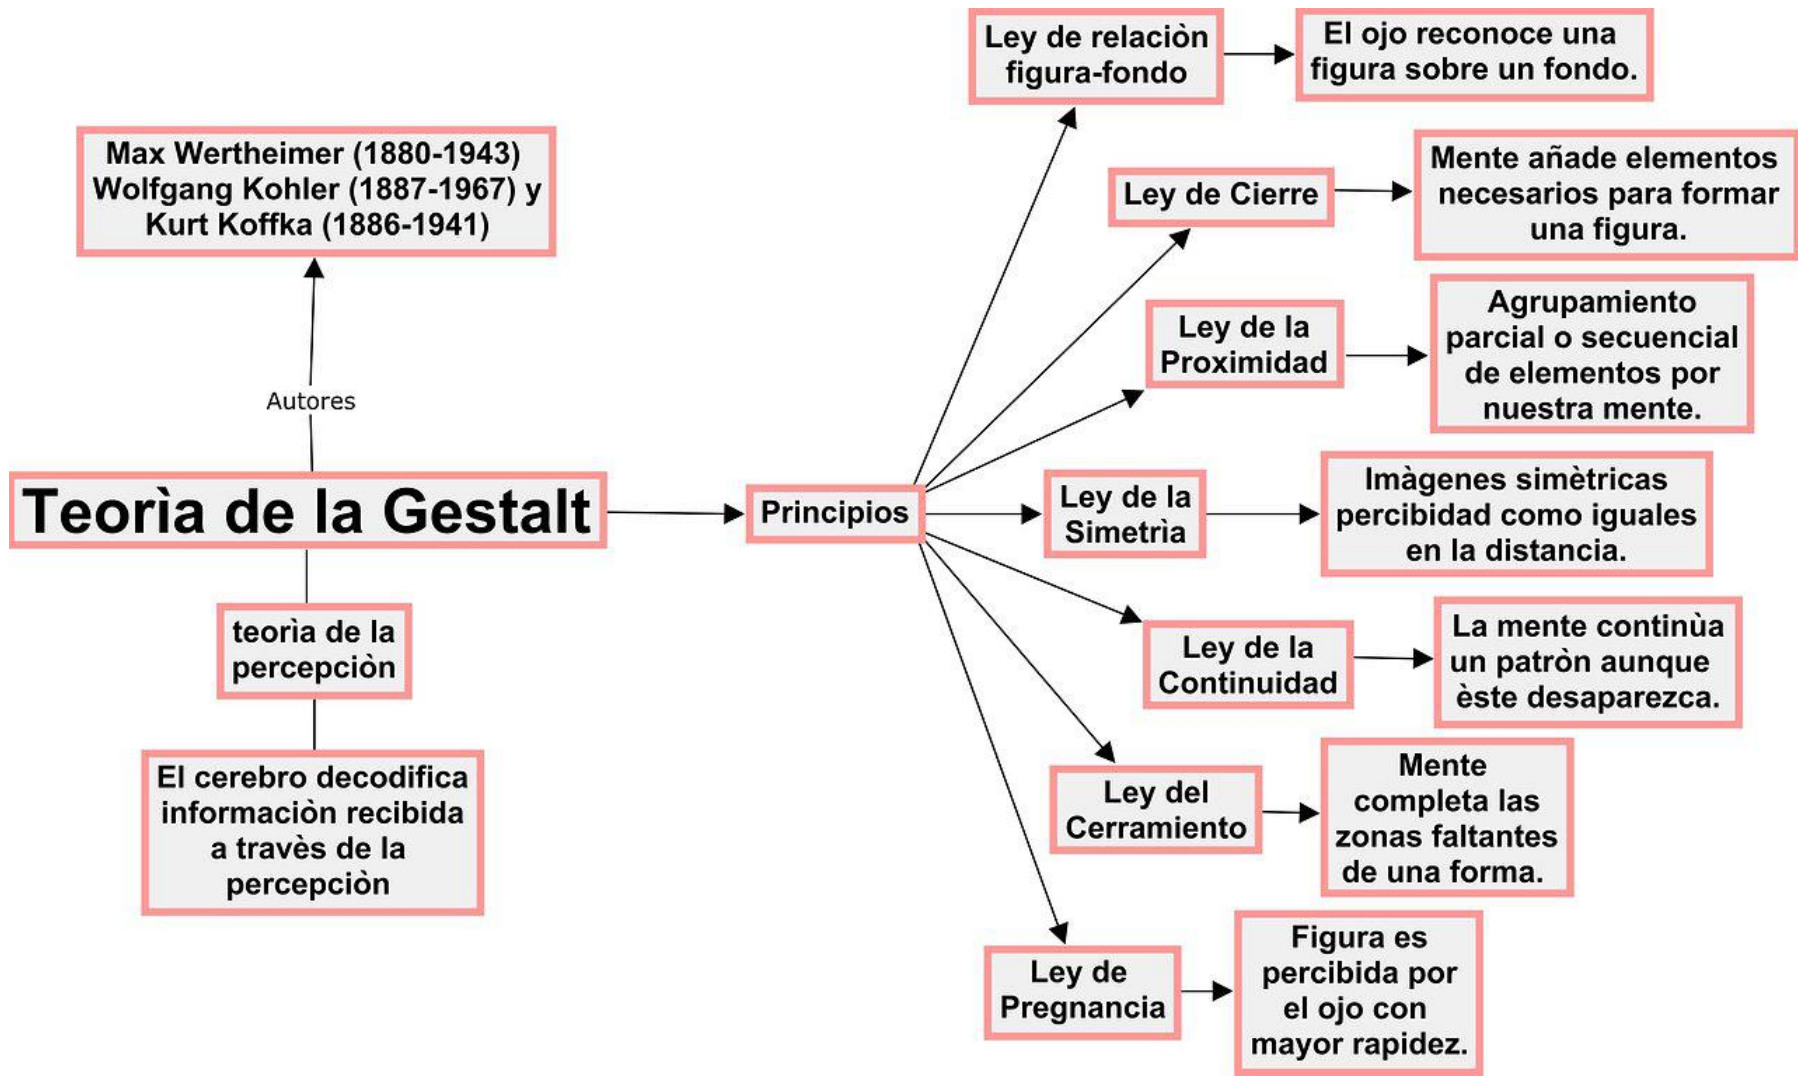 Max Wertheimer (1880-1943)
Wolfgang Kohler (1887-1967) y
Kurt Koffka (1886-1941)
Autores
Teorìa de la Gestalt
teorìa de la
percepciòn
El cerebro decodifica
informaciòn recibida
a travès de la
percepciòn
Principios
Ley de relaciòn
figura-fondo
El ojo reconoce una
figura sobre un fondo.
Ley de Cierre
Mente añade elementos
necesarios para formar
una figura.
Ley de la
Proximidad
Agrupamiento
parcial o secuencial
de elementos por
nuestra mente.
Ley de la
Simetrìa
Imàgenes simètricas
percibidad como iguales
en la distancia.
Ley de la
Continuidad
La mente continùa
un patròn aunque
èste desaparezca.
Ley del
Cerramiento
Mente
completa las
zonas faltantes
de una forma.
Ley de
Pregnancia
Figura es
percibida por
el ojo con
mayor rapidez.